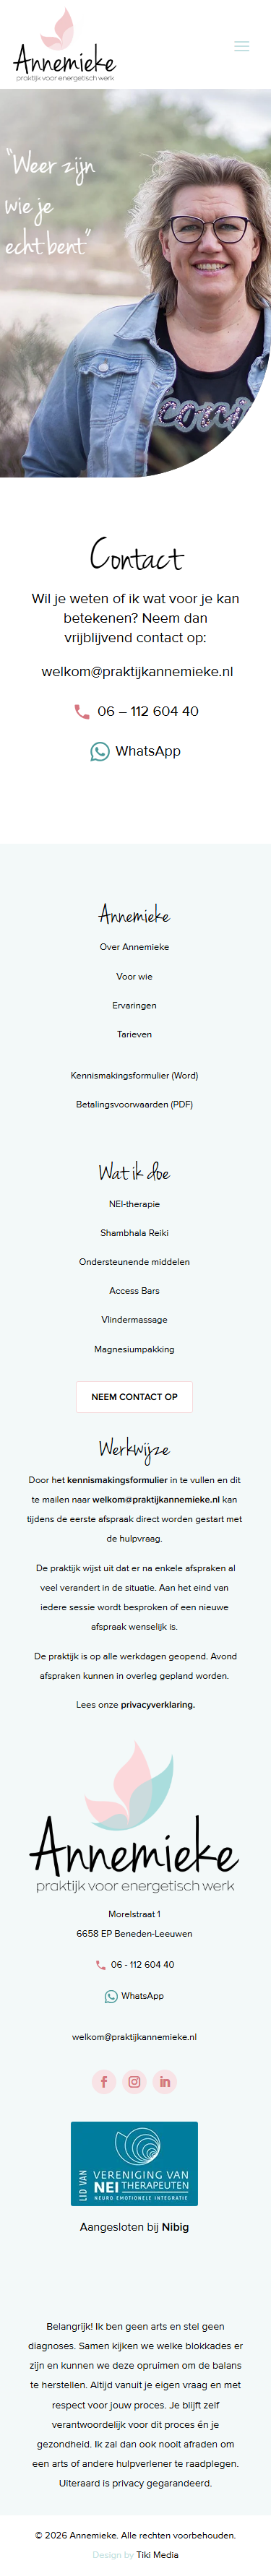 Annemieke
praktijk voor energetisch werk
"Weer zijn
wie je
echt bent"
Contact
Wil je weten of ik wat voor je kan
betekenen? Neem dan
vrijblijvend contact op:
welkom@praktijkannemieke.nl
06 – 112 604 40
WhatsApp
Annemieke
Over Annemieke
Voor wie
Ervaringen
Tarieven
Kennismakingsformulier (Word)
Betalingsvoorwaarden (PDF)
Wat ik doe
NEI-therapie
Shambhala Reiki
Ondersteunende middelen
Access Bars
Vlindermassage
Magnesiumpakking
NEEM CONTACT OP
Werkwijze
Door het kennismakingsformulier in te vullen en dit
te mailen naar welkom@praktijkannemieke.nl kan
tijdens de eerste afspraak direct worden gestart met
de hulpvraag.
De praktijk wijst uit dat er na enkele afspraken al
veel verandert in de situatie. Aan het eind van
iedere sessie wordt besproken of een nieuwe
afspraak wenselijk is.
De praktijk is op alle werkdagen geopend. Avond
afspraken kunnen in overleg gepland worden.
Lees onze privacyverklaring.
Annemieke
praktijk voor energetisch werk
Morelstraat 1
6658 EP Beneden-Leeuwen
06 - 112 604 40
WhatsApp
welkom@praktijkannemieke.nl
LID VAN
VERENIGING VAN
NEI THERAPEUTEN
NEURO EMOTIONELE INTEGRATIE
Aangesloten bij Nibig
Belangrijk! Ik ben geen arts en stel geen
diagnoses. Samen kijken we welke blokkades er
zijn en kunnen we deze opruimen om de balans
te herstellen. Altijd vanuit je eigen vraag en met
respect voor jouw proces. Je blijft zelf
verantwoordelijk voor dit proces én je
gezondheid. Ik zal dan ook nooit afraden om
een arts of andere hulpverlener te raadplegen.
Uiteraard is privacy gegarandeerd.
© 2026 Annemieke. Alle rechten voorbehouden.
Design by Tiki Media